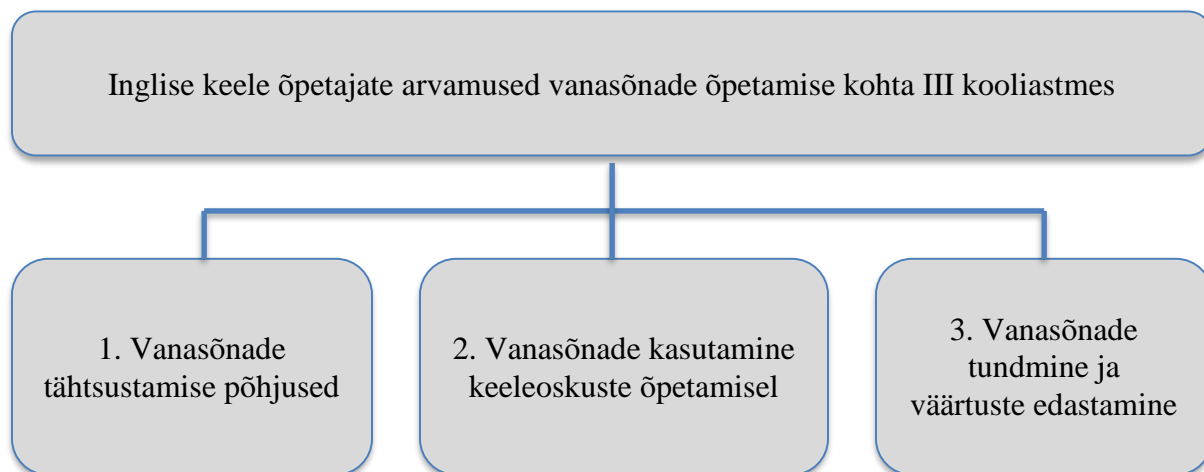 Inglise keele õpetajate arvamused vanasõnade õpetamise kohta III kooliastmes
1. Vanasõnade
tähtsustamise põhjused
2. Vanasõnade kasutamine
keeleoskuste õpetamisel
3. Vanasõnade
tundmine ja
väärtuste edastamine